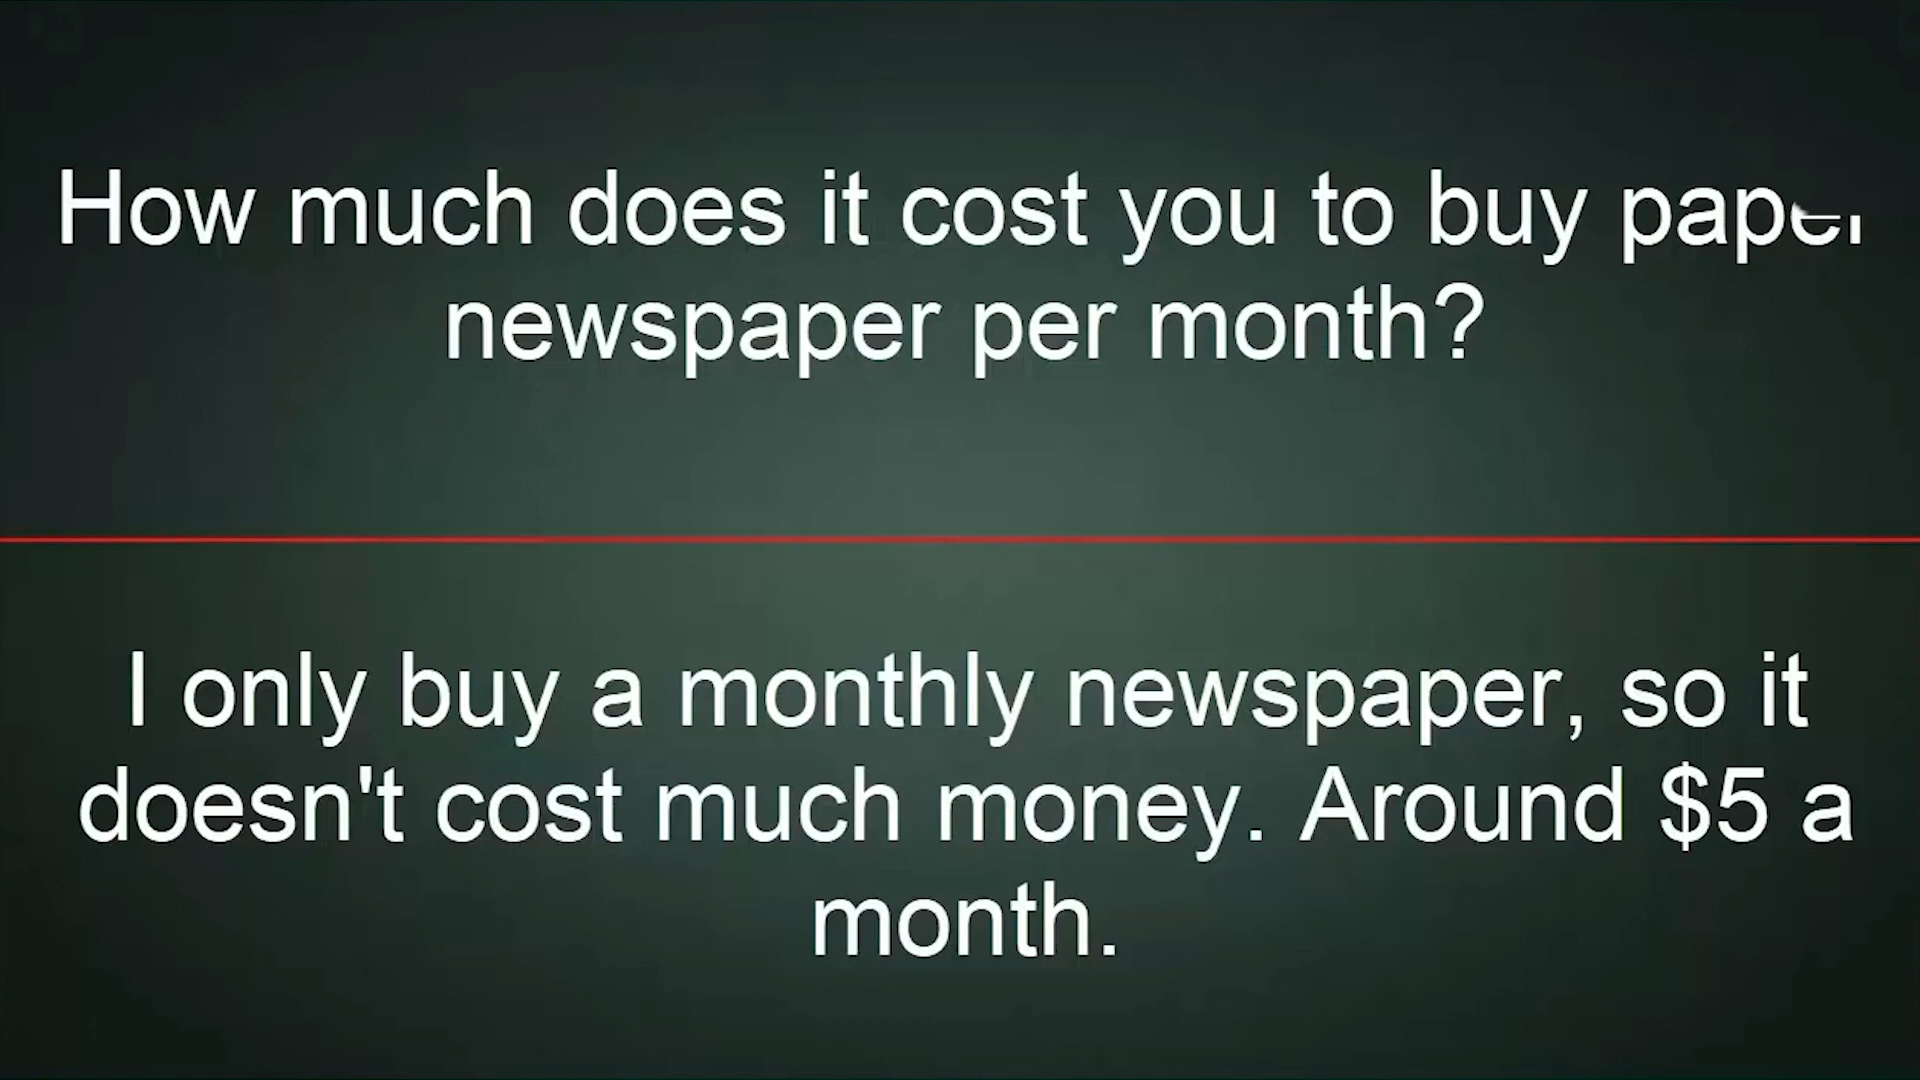 How much does it cost you to buy paper
newspaper per month?
I only buy a monthly newspaper, so it
doesn't cost much money. Around $5 a
month.